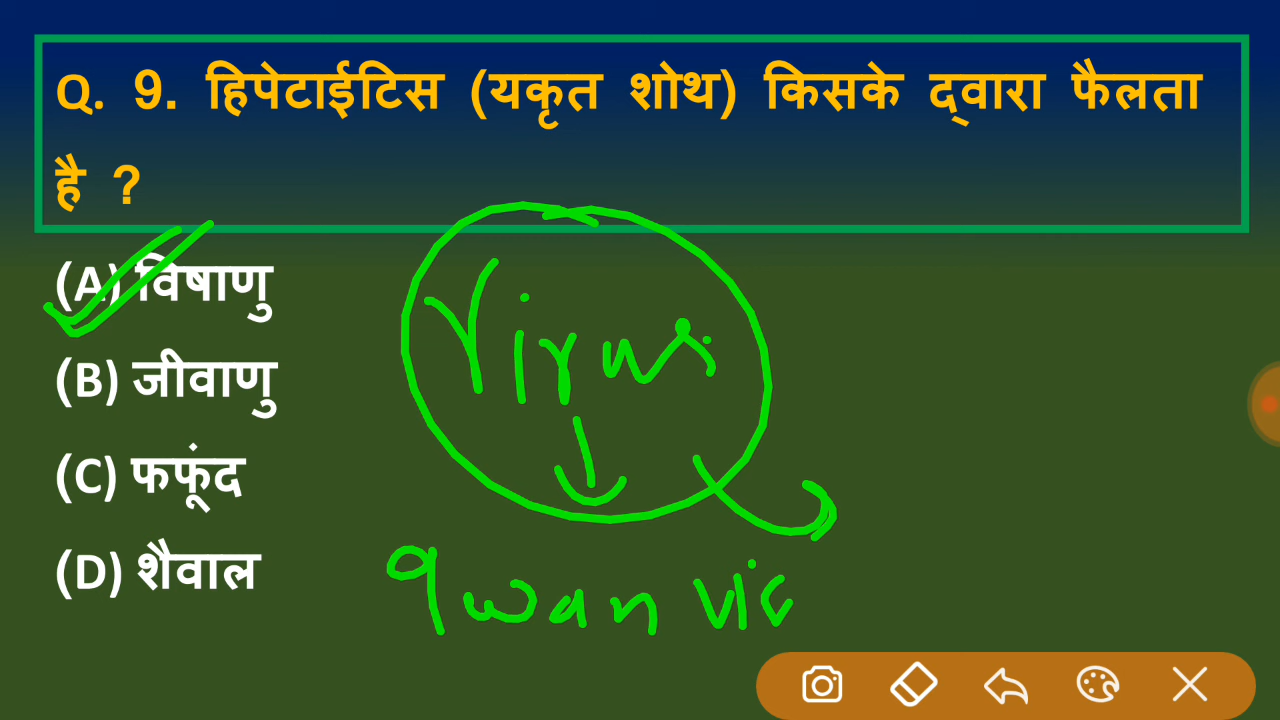 Q. 9. हिपेटाईटिस (यकृत शोथ) किसके द्वारा फैलता
है ?
(A) विषाणु
Virus
(B) जीवाणु
(C) फफूंद
(D) शैवाल